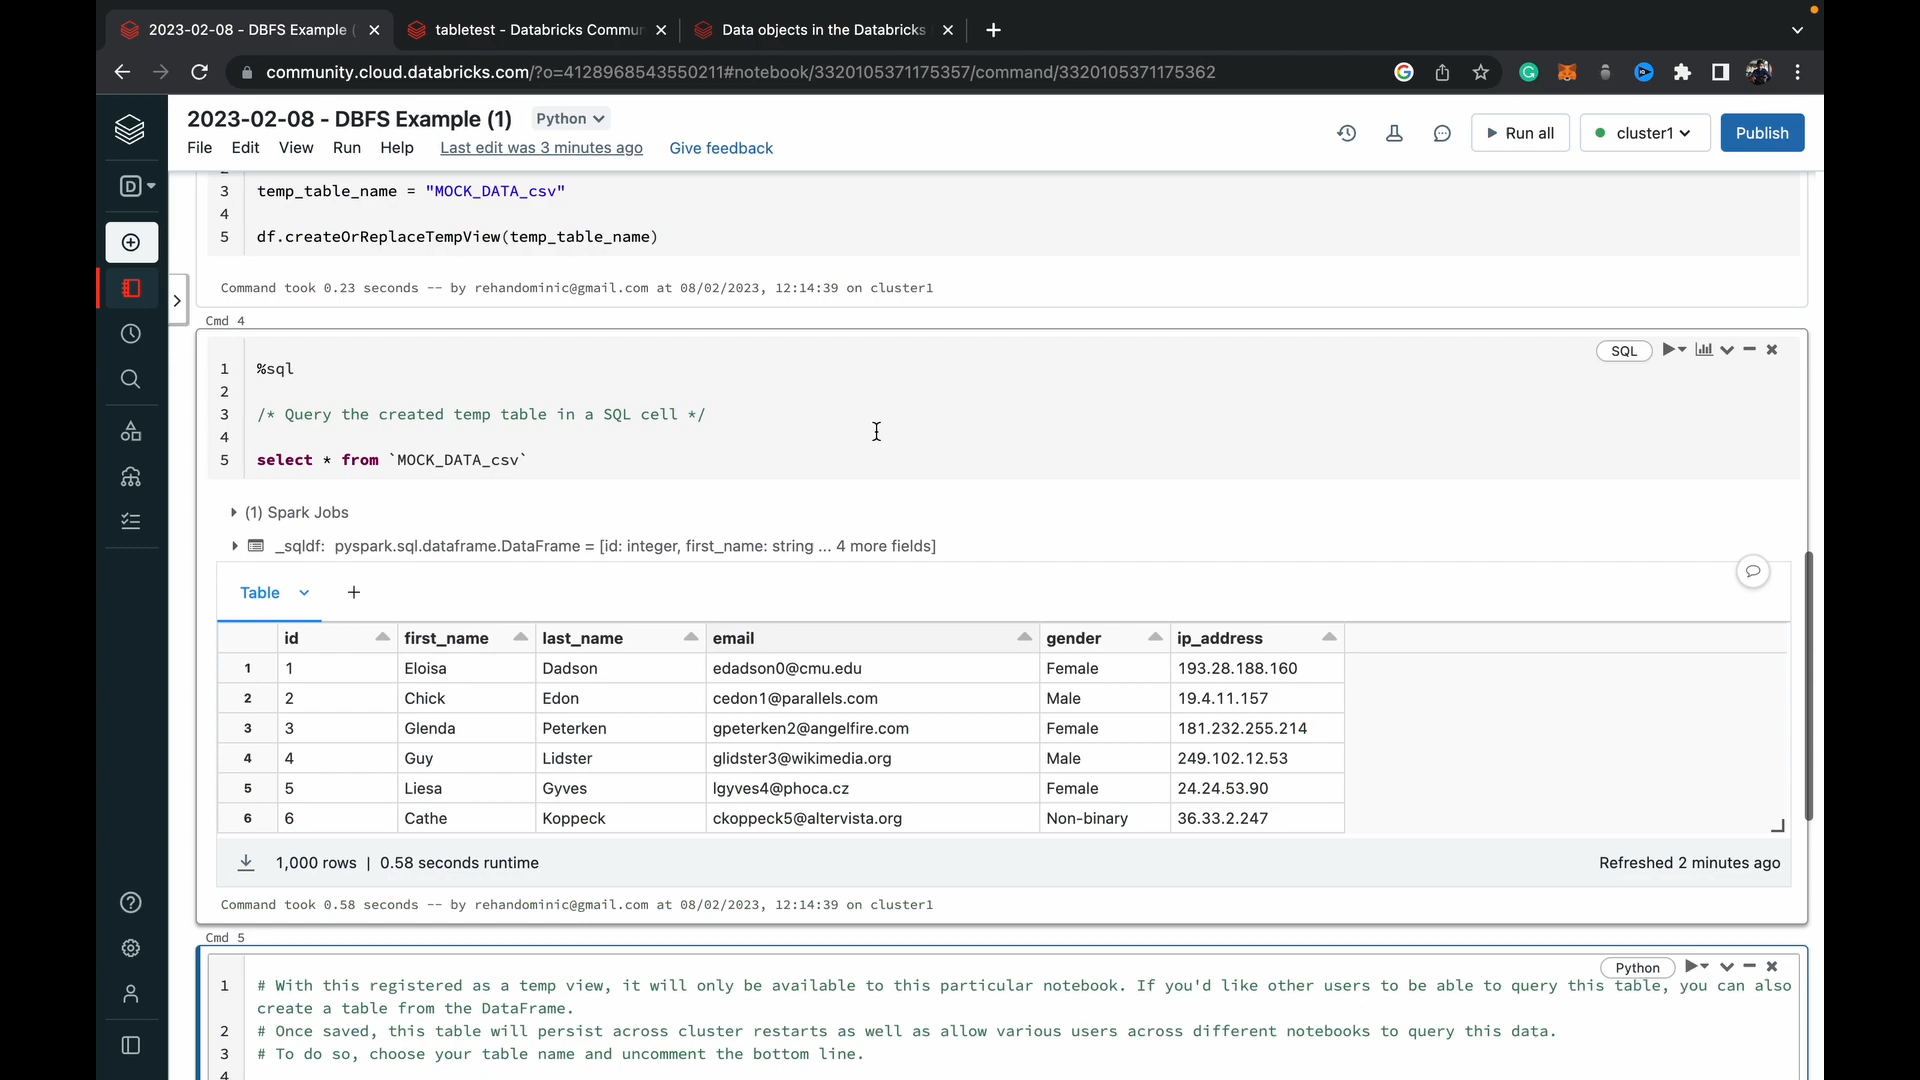 2023-02-08 - DBFS Example (
tabletest - Databricks Commun
Data objects in the Databricks
community.cloud.databricks.com/?o=4128968543550211#notebook/3320105371175357/command/3320105371175362
2023-02-08 - DBFS Example (1) Python
File Edit View Run Help Last edit was 3 minutes ago Give feedback
Run all cluster1 Publish
3 temp_table_name = "MOCK_DATA_csv"
4
5 df.createOrReplaceTempView(temp_table_name)
Command took 0.23 seconds -- by rehandominic@gmail.com at 08/02/2023, 12:14:39 on cluster1
Cmd 4
SQL
1 %sql
2
3 /* Query the created temp table in a SQL cell */
4
5 select * from `MOCK_DATA_csv`
(1) Spark Jobs
_sqldf: pyspark.sql.dataframe.DataFrame = [id: integer, first_name: string ... 4 more fields]
Table +
id first_name last_name email gender ip_address
1 1 Eloisa Dadson edadson0@cmu.edu Female 193.28.188.160
2 2 Chick Edon cedon1@parallels.com Male 19.4.11.157
3 3 Glenda Peterken gpeterken2@angelfire.com Female 181.232.255.214
4 4 Guy Lidster glidster3@wikimedia.org Male 249.102.12.53
5 5 Liesa Gyves lgyves4@phoca.cz Female 24.24.53.90
6 6 Cathe Koppeck ckoppeck5@altervista.org Non-binary 36.33.2.247
1,000 rows | 0.58 seconds runtime Refreshed 2 minutes ago
Command took 0.58 seconds -- by rehandominic@gmail.com at 08/02/2023, 12:14:39 on cluster1
Cmd 5
Python
1 # With this registered as a temp view, it will only be available to this particular notebook. If you'd like other users to be able to query this table, you can also
create a table from the DataFrame.
2 # Once saved, this table will persist across cluster restarts as well as allow various users across different notebooks to query this data.
3 # To do so, choose your table name and uncomment the bottom line.
4